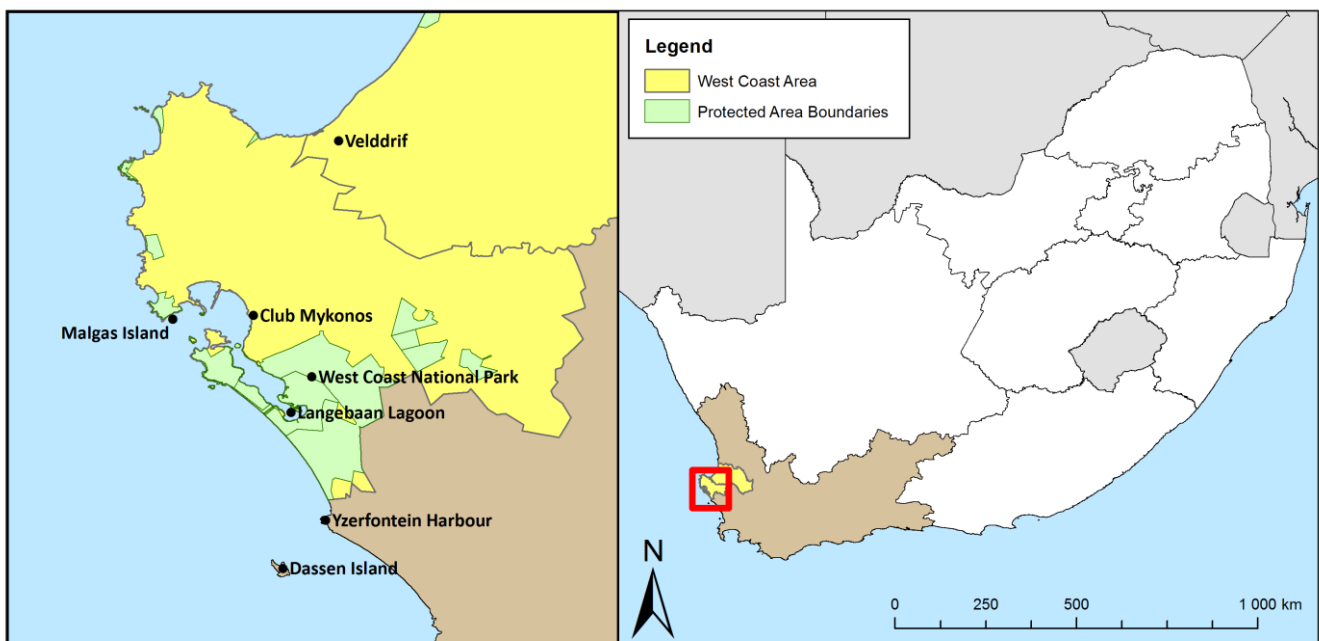 Velddrif
Club Mykonos
Malgas Island
West Coast National Park
Langebaan Lagoon
Yzerfontein Harbour
Dassen Island
Legend
West Coast Area
Protected Area Boundaries
N
0 250 500 1 000 km